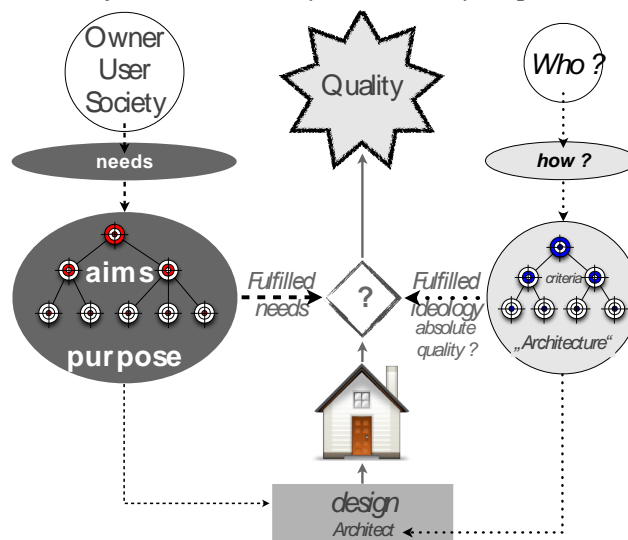 Owner
User
Society
Quality
Who ?
needs
how ?
aims
purpose
Fulfilled
needs
?
Fulfilled
ideology
absolute
quality ?
criteria
„Architecture“
design
Architect